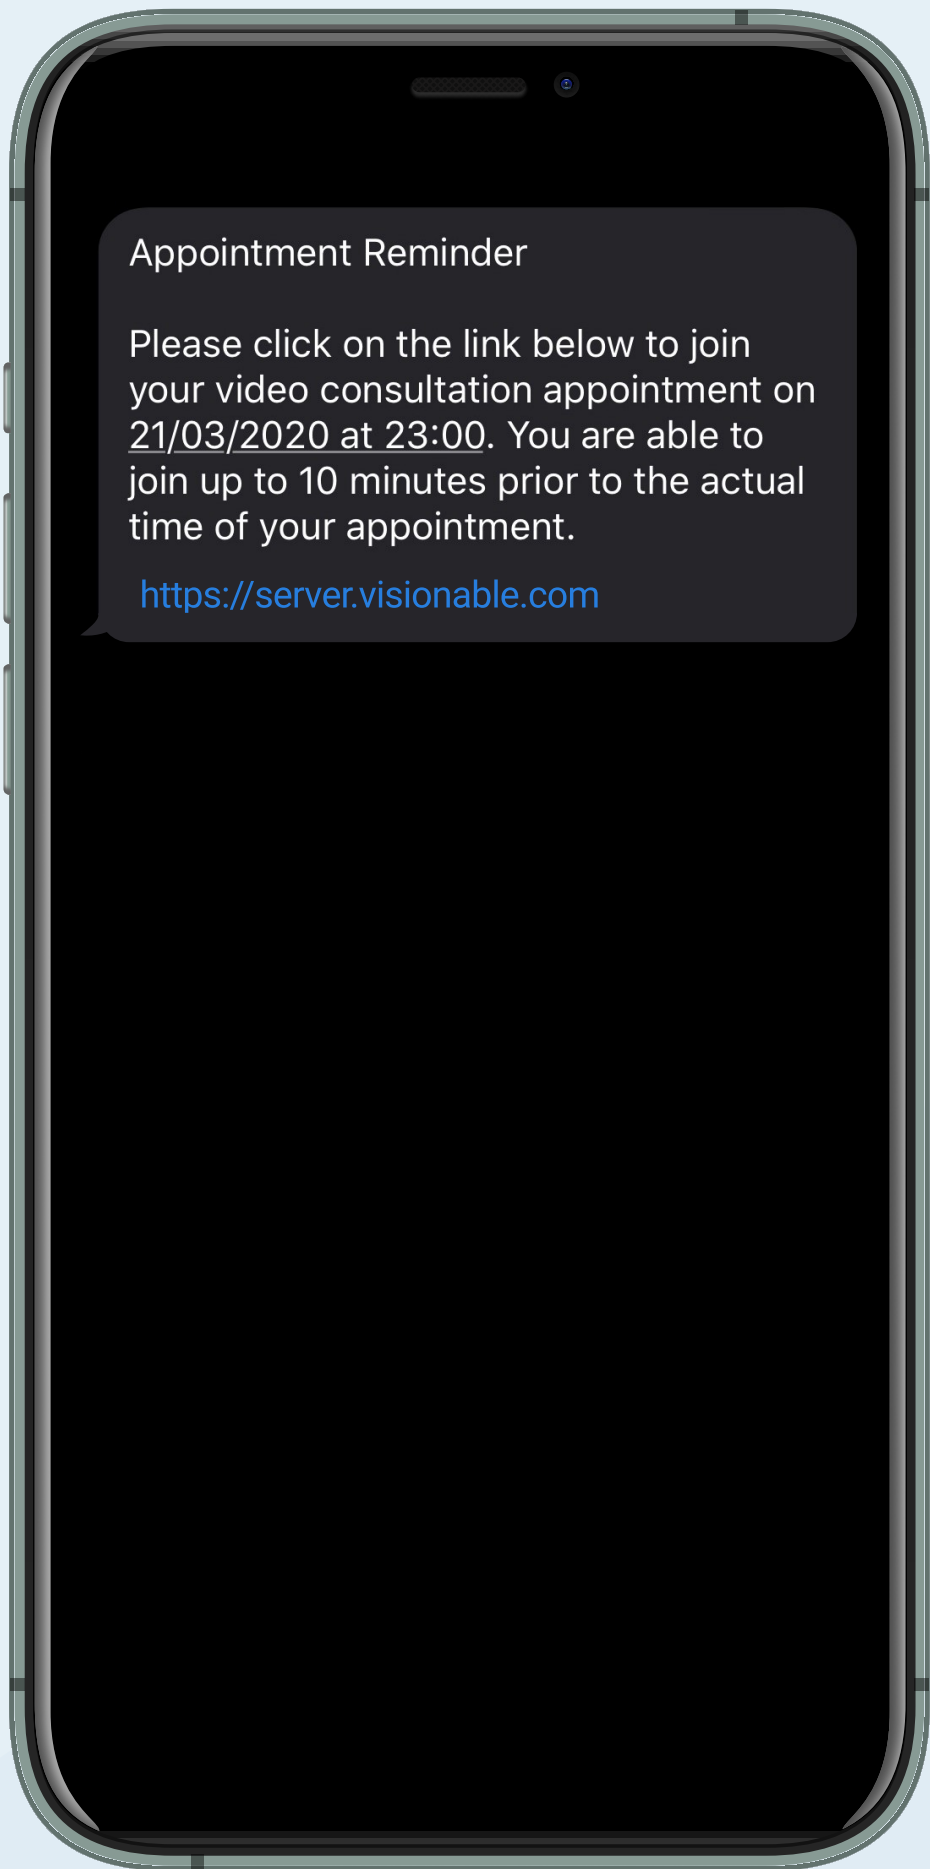 Appointment Reminder
Please click on the link below to join
your video consultation appointment on
21/03/2020 at 23:00. You are able to
join up to 10 minutes prior to the actual
time of your appointment.
https://server.visionable.com